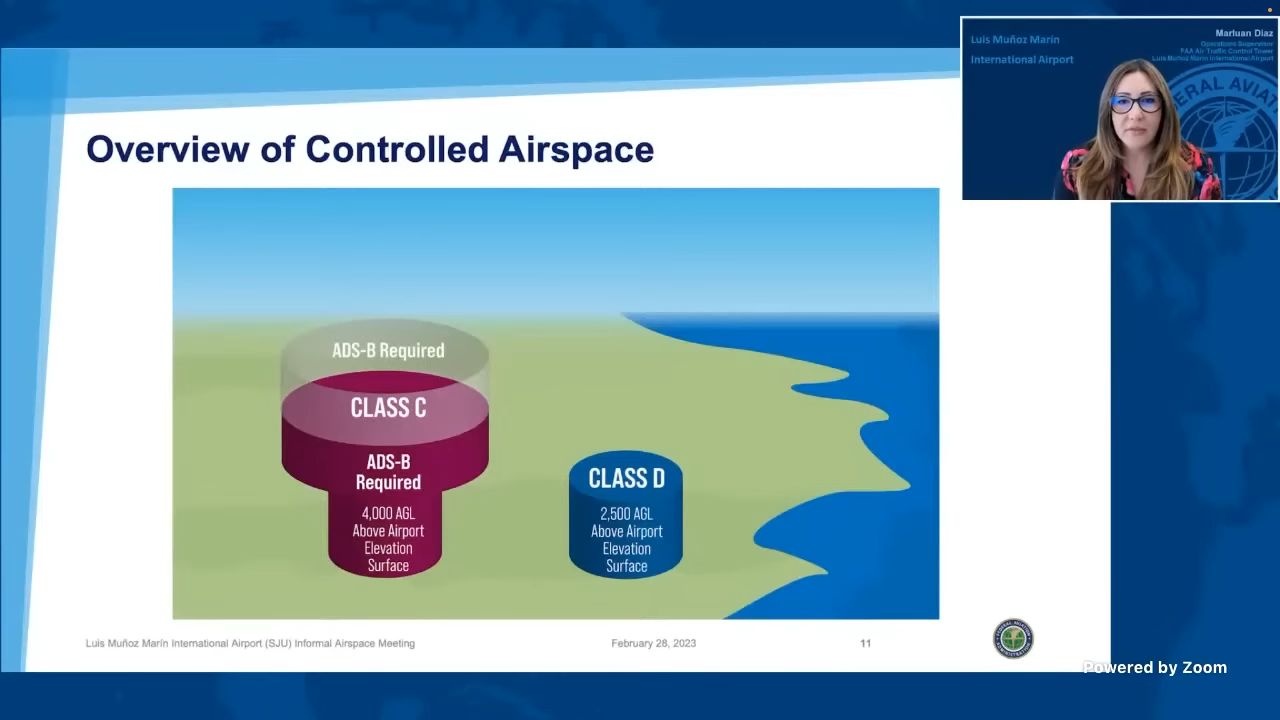 Luis Muñoz Marín
International Airport
Marluan Diaz
Operations Supervisor
FAA Air Traffic Control Tower
Luis Munoz Marin International Airport
Overview of Controlled Airspace
ADS-B Required
CLASS C
ADS-B
Required
4,000 AGL
Above Airport
Elevation
Surface
CLASS D
2,500 AGL
Above Airport
Elevation
Surface
Luis Muñoz Marín International Airport (SJU) Informal Airspace Meeting
February 28, 2023
11
Powered by Zoom